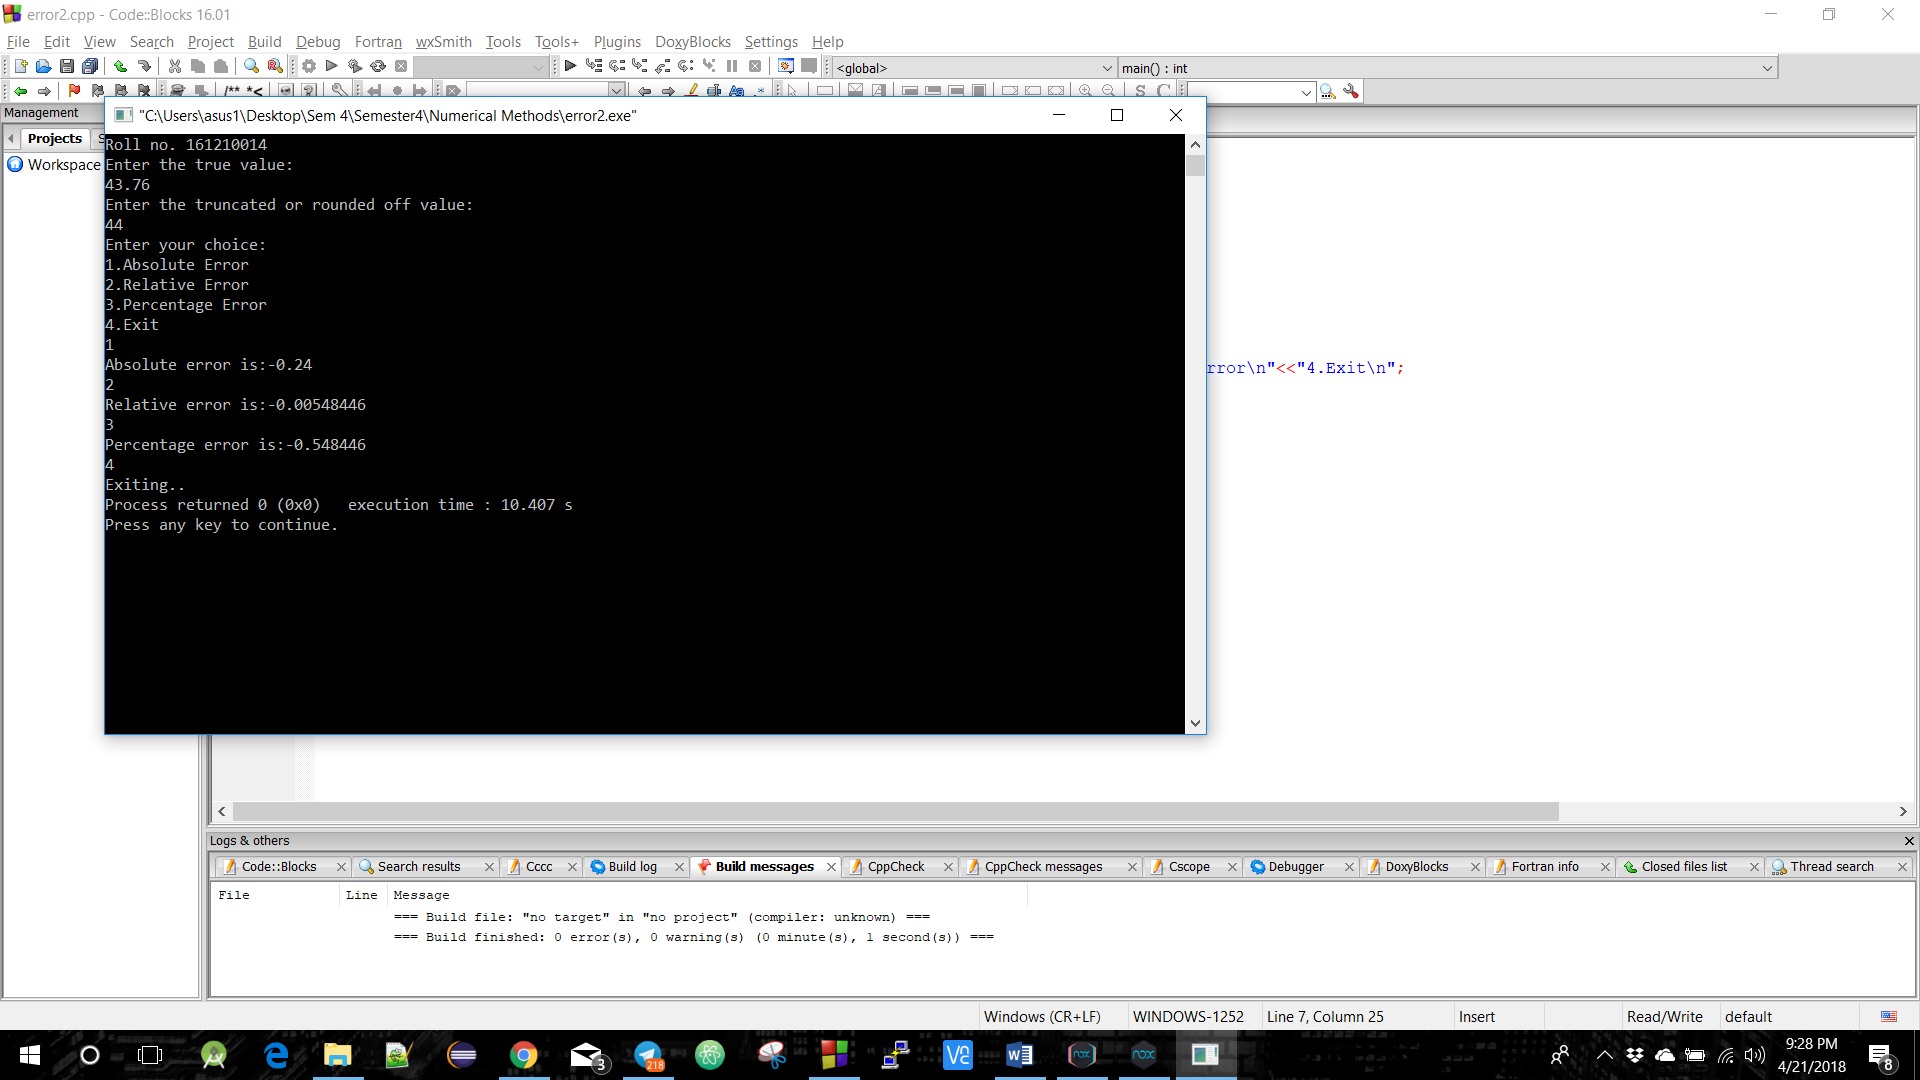 error2.cpp - Code::Blocks 16.01
File Edit View Search Project Build Debug Fortran wxSmith Tools Tools+ Plugins DoxyBlocks Settings Help
<global> main() : int
/** *<
Management
"C:\Users\asus1\Desktop\Sem 4\Semester4\Numerical Methods\error2.exe"
Projects S
Workspace
Roll no. 161210014
Enter the true value:
43.76
Enter the truncated or rounded off value:
44
Enter your choice:
1.Absolute Error
2.Relative Error
3.Percentage Error
4.Exit
1
Absolute error is:-0.24
2
Relative error is:-0.00548446
3
Percentage error is:-0.548446
4
Exiting..
Process returned 0 (0x0)   execution time : 10.407 s
Press any key to continue.
rror\n"<<"4.Exit\n";
Logs & others
Code::Blocks Search results Cccc Build log Build messages CppCheck CppCheck messages Cscope Debugger DoxyBlocks Fortran info Closed files list Thread search
File Line Message
=== Build file: "no target" in "no project" (compiler: unknown) ===
=== Build finished: 0 error(s), 0 warning(s) (0 minute(s), 1 second(s)) ===
Windows (CR+LF) WINDOWS-1252 Line 7, Column 25 Insert Read/Write default
3 218 9:28 PM
4/21/2018 8